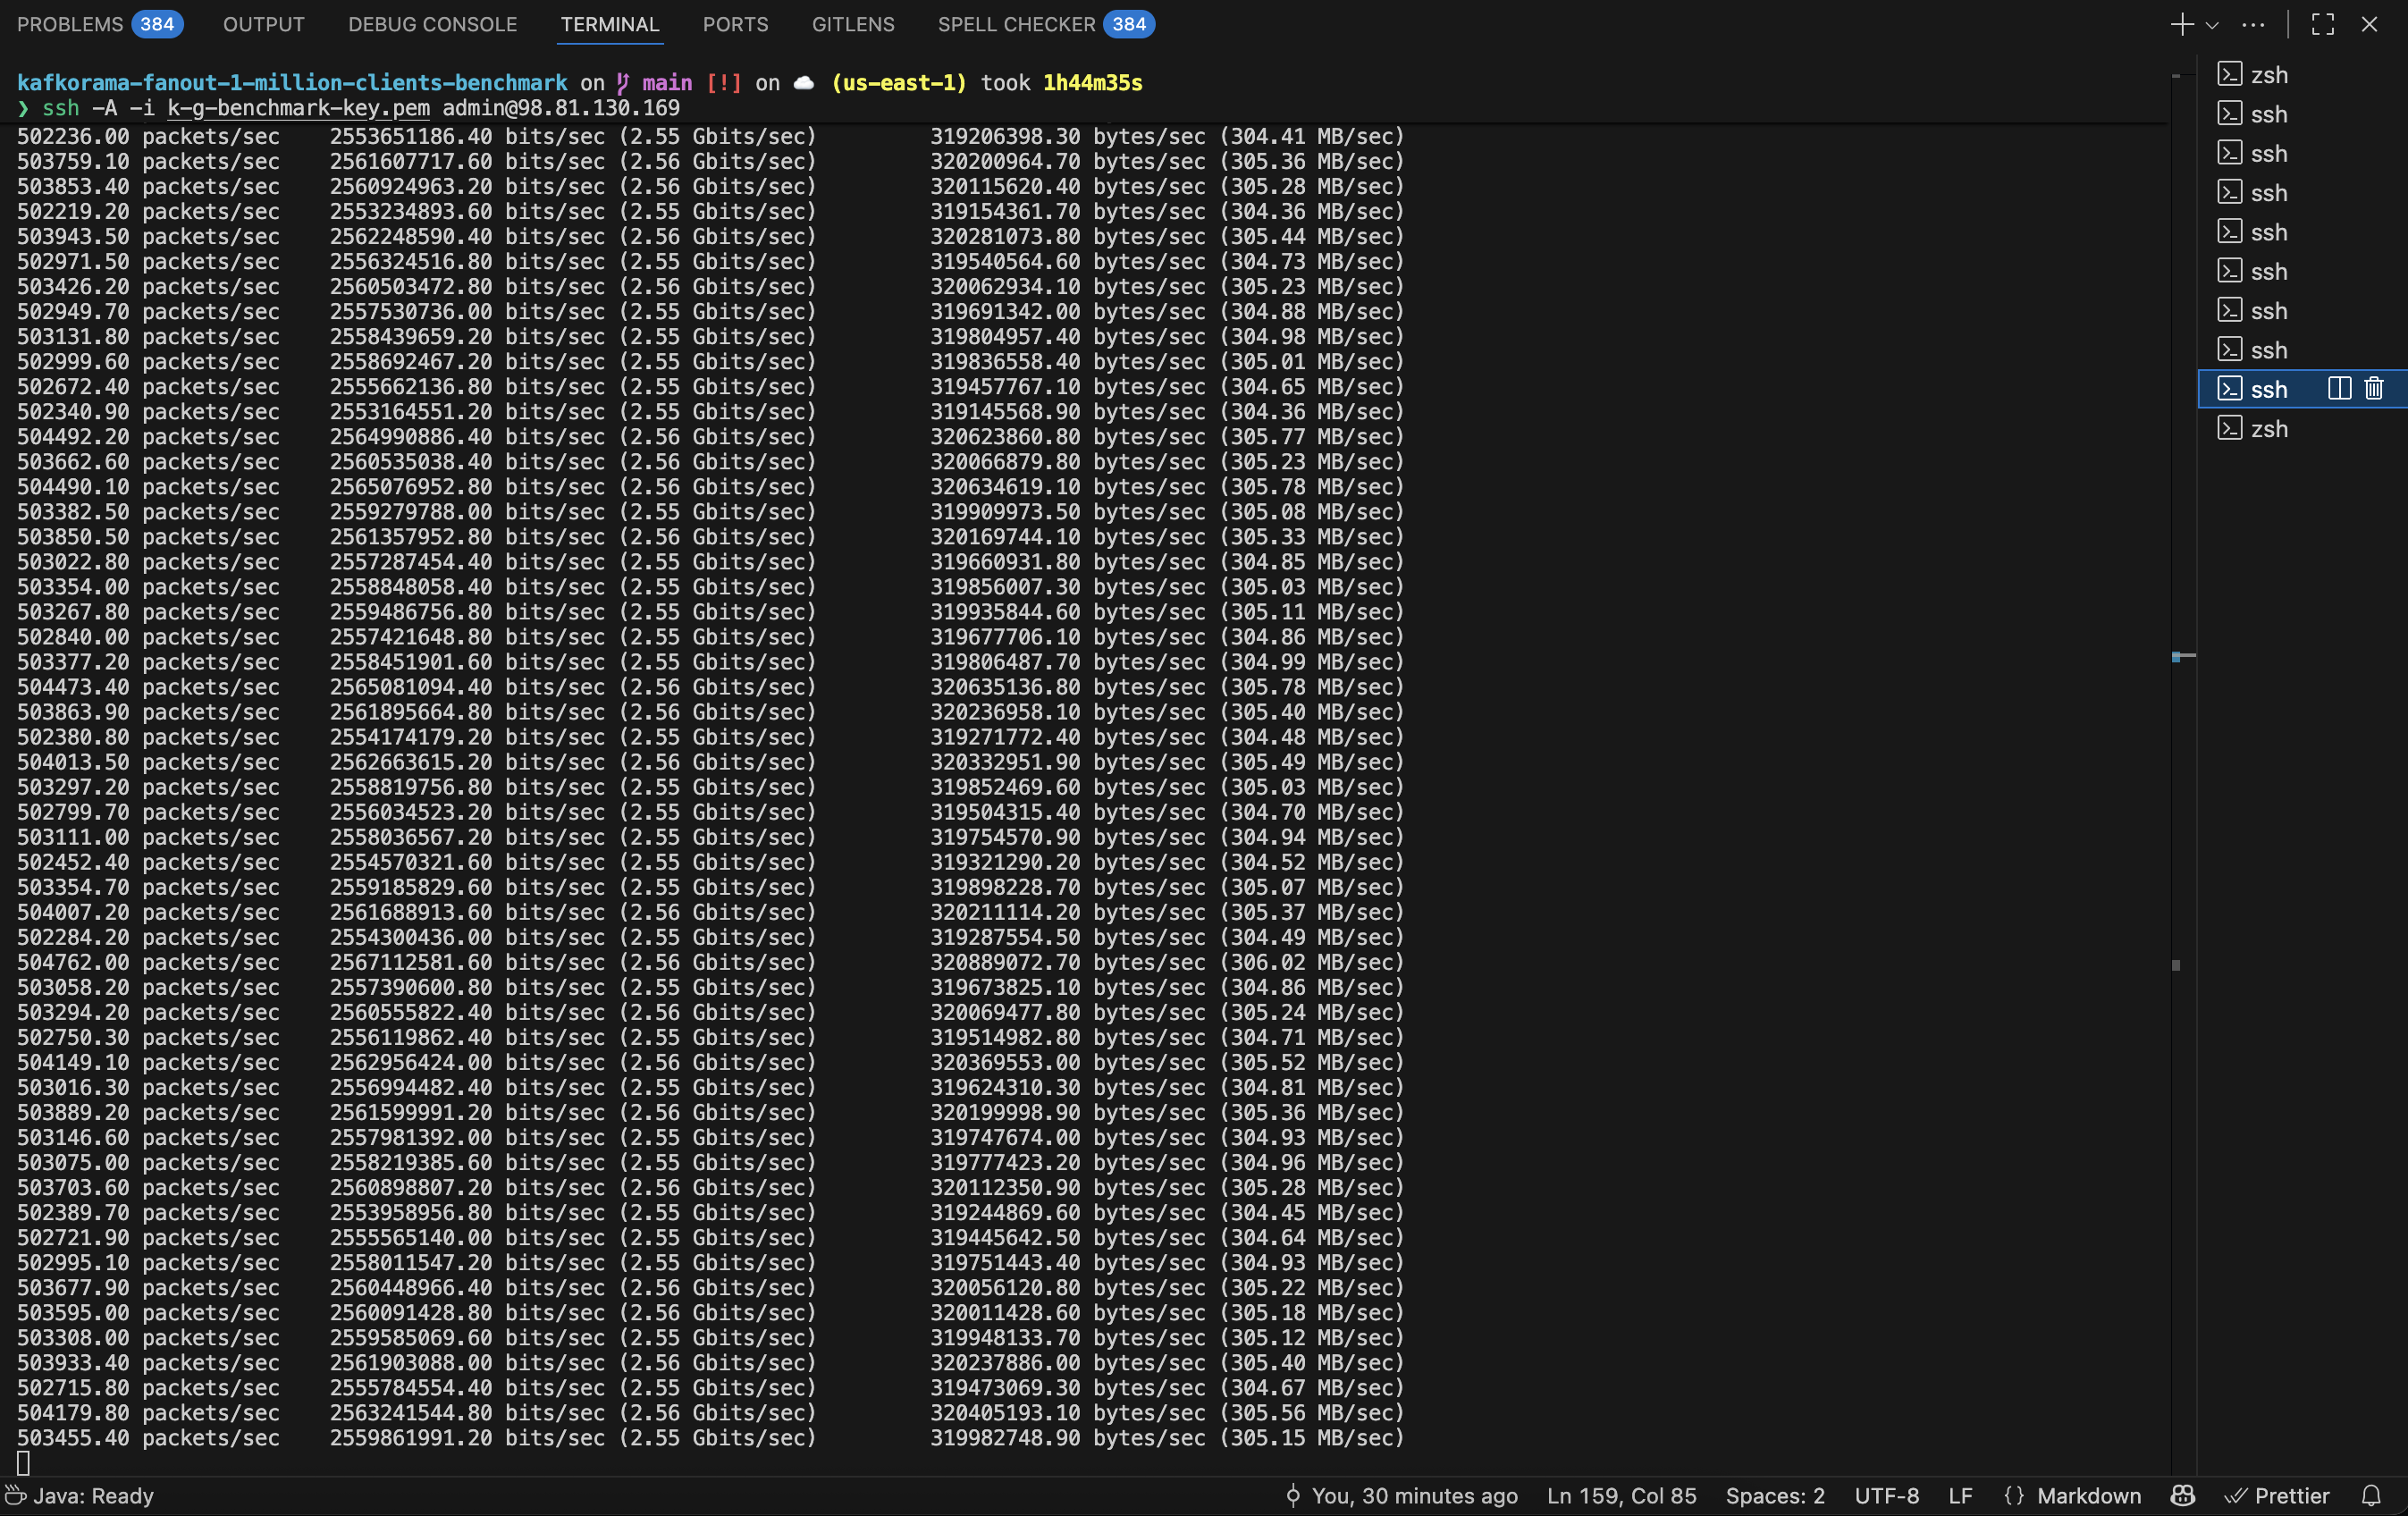 PROBLEMS 384 OUTPUT DEBUG CONSOLE TERMINAL PORTS GITLENS SPELL CHECKER 384
kafkorama-fanout-1-million-clients-benchmark on main [!] on (us-east-1) took 1h44m35s
❯ ssh -A -i k-g-benchmark-key.pem admin@98.81.130.169
502236.00 packets/sec 2553651186.40 bits/sec (2.55 Gbits/sec) 319206398.30 bytes/sec (304.41 MB/sec)
503759.10 packets/sec 2561607717.60 bits/sec (2.56 Gbits/sec) 320200964.70 bytes/sec (305.36 MB/sec)
503853.40 packets/sec 2560924963.20 bits/sec (2.56 Gbits/sec) 320115620.40 bytes/sec (305.28 MB/sec)
502219.20 packets/sec 2553234893.60 bits/sec (2.55 Gbits/sec) 319154361.70 bytes/sec (304.36 MB/sec)
503943.50 packets/sec 2562248590.40 bits/sec (2.56 Gbits/sec) 320281073.80 bytes/sec (305.44 MB/sec)
502971.50 packets/sec 2556324516.80 bits/sec (2.55 Gbits/sec) 319540564.60 bytes/sec (304.73 MB/sec)
503426.20 packets/sec 2560503472.80 bits/sec (2.56 Gbits/sec) 320062934.10 bytes/sec (305.23 MB/sec)
502949.70 packets/sec 2557530736.00 bits/sec (2.55 Gbits/sec) 319691342.00 bytes/sec (304.88 MB/sec)
503131.80 packets/sec 2558439659.20 bits/sec (2.55 Gbits/sec) 319804957.40 bytes/sec (304.98 MB/sec)
502999.60 packets/sec 2558692467.20 bits/sec (2.55 Gbits/sec) 319836558.40 bytes/sec (305.01 MB/sec)
502672.40 packets/sec 2555662136.80 bits/sec (2.55 Gbits/sec) 319457767.10 bytes/sec (304.65 MB/sec)
502340.90 packets/sec 2553164551.20 bits/sec (2.55 Gbits/sec) 319145568.90 bytes/sec (304.36 MB/sec)
504492.20 packets/sec 2564990886.40 bits/sec (2.56 Gbits/sec) 320623860.80 bytes/sec (305.77 MB/sec)
503662.60 packets/sec 2560535038.40 bits/sec (2.56 Gbits/sec) 320066879.80 bytes/sec (305.23 MB/sec)
504490.10 packets/sec 2565076952.80 bits/sec (2.56 Gbits/sec) 320634619.10 bytes/sec (305.78 MB/sec)
503382.50 packets/sec 2559279788.00 bits/sec (2.55 Gbits/sec) 319909973.50 bytes/sec (305.08 MB/sec)
503850.50 packets/sec 2561357952.80 bits/sec (2.56 Gbits/sec) 320169744.10 bytes/sec (305.33 MB/sec)
503022.80 packets/sec 2557287454.40 bits/sec (2.55 Gbits/sec) 319660931.80 bytes/sec (304.85 MB/sec)
503354.00 packets/sec 2558848058.40 bits/sec (2.55 Gbits/sec) 319856007.30 bytes/sec (305.03 MB/sec)
503267.80 packets/sec 2559486756.80 bits/sec (2.55 Gbits/sec) 319935844.60 bytes/sec (305.11 MB/sec)
502840.00 packets/sec 2557421648.80 bits/sec (2.55 Gbits/sec) 319677706.10 bytes/sec (304.86 MB/sec)
503377.20 packets/sec 2558451901.60 bits/sec (2.55 Gbits/sec) 319806487.70 bytes/sec (304.99 MB/sec)
504473.40 packets/sec 2565081094.40 bits/sec (2.56 Gbits/sec) 320635136.80 bytes/sec (305.78 MB/sec)
503863.90 packets/sec 2561895664.80 bits/sec (2.56 Gbits/sec) 320236958.10 bytes/sec (305.40 MB/sec)
502380.80 packets/sec 2554174179.20 bits/sec (2.55 Gbits/sec) 319271772.40 bytes/sec (304.48 MB/sec)
504013.50 packets/sec 2562663615.20 bits/sec (2.56 Gbits/sec) 320332951.90 bytes/sec (305.49 MB/sec)
503297.20 packets/sec 2558819756.80 bits/sec (2.55 Gbits/sec) 319852469.60 bytes/sec (305.03 MB/sec)
502799.70 packets/sec 2556034523.20 bits/sec (2.55 Gbits/sec) 319504315.40 bytes/sec (304.70 MB/sec)
503111.00 packets/sec 2558036567.20 bits/sec (2.55 Gbits/sec) 319754570.90 bytes/sec (304.94 MB/sec)
502452.40 packets/sec 2554570321.60 bits/sec (2.55 Gbits/sec) 319321290.20 bytes/sec (304.52 MB/sec)
503354.70 packets/sec 2559185829.60 bits/sec (2.55 Gbits/sec) 319898228.70 bytes/sec (305.07 MB/sec)
504007.20 packets/sec 2561688913.60 bits/sec (2.56 Gbits/sec) 320211114.20 bytes/sec (305.37 MB/sec)
502284.20 packets/sec 2554300436.00 bits/sec (2.55 Gbits/sec) 319287554.50 bytes/sec (304.49 MB/sec)
504762.00 packets/sec 2567112581.60 bits/sec (2.56 Gbits/sec) 320889072.70 bytes/sec (306.02 MB/sec)
503058.20 packets/sec 2557390600.80 bits/sec (2.55 Gbits/sec) 319673825.10 bytes/sec (304.86 MB/sec)
503294.20 packets/sec 2560555822.40 bits/sec (2.56 Gbits/sec) 320069477.80 bytes/sec (305.24 MB/sec)
502750.30 packets/sec 2556119862.40 bits/sec (2.55 Gbits/sec) 319514982.80 bytes/sec (304.71 MB/sec)
504149.10 packets/sec 2562956424.00 bits/sec (2.56 Gbits/sec) 320369553.00 bytes/sec (305.52 MB/sec)
503016.30 packets/sec 2556994482.40 bits/sec (2.55 Gbits/sec) 319624310.30 bytes/sec (304.81 MB/sec)
503889.20 packets/sec 2561599991.20 bits/sec (2.56 Gbits/sec) 320199998.90 bytes/sec (305.36 MB/sec)
503146.60 packets/sec 2557981392.00 bits/sec (2.55 Gbits/sec) 319747674.00 bytes/sec (304.93 MB/sec)
503075.00 packets/sec 2558219385.60 bits/sec (2.55 Gbits/sec) 319777423.20 bytes/sec (304.96 MB/sec)
503703.60 packets/sec 2560898807.20 bits/sec (2.56 Gbits/sec) 320112350.90 bytes/sec (305.28 MB/sec)
502389.70 packets/sec 2553958956.80 bits/sec (2.55 Gbits/sec) 319244869.60 bytes/sec (304.45 MB/sec)
502721.90 packets/sec 2555565140.00 bits/sec (2.55 Gbits/sec) 319445642.50 bytes/sec (304.64 MB/sec)
502995.10 packets/sec 2558011547.20 bits/sec (2.55 Gbits/sec) 319751443.40 bytes/sec (304.93 MB/sec)
503677.90 packets/sec 2560448966.40 bits/sec (2.56 Gbits/sec) 320056120.80 bytes/sec (305.22 MB/sec)
503595.00 packets/sec 2560091428.80 bits/sec (2.56 Gbits/sec) 320011428.60 bytes/sec (305.18 MB/sec)
503308.00 packets/sec 2559585069.60 bits/sec (2.55 Gbits/sec) 319948133.70 bytes/sec (305.12 MB/sec)
503933.40 packets/sec 2561903088.00 bits/sec (2.56 Gbits/sec) 320237886.00 bytes/sec (305.40 MB/sec)
502715.80 packets/sec 2555784554.40 bits/sec (2.55 Gbits/sec) 319473069.30 bytes/sec (304.67 MB/sec)
504179.80 packets/sec 2563241544.80 bits/sec (2.56 Gbits/sec) 320405193.10 bytes/sec (305.56 MB/sec)
503455.40 packets/sec 2559861991.20 bits/sec (2.55 Gbits/sec) 319982748.90 bytes/sec (305.15 MB/sec)
zsh
ssh
ssh
ssh
ssh
ssh
ssh
ssh
ssh
zsh
Java: Ready You, 30 minutes ago Ln 159, Col 85 Spaces: 2 UTF-8 LF {} Markdown Prettier